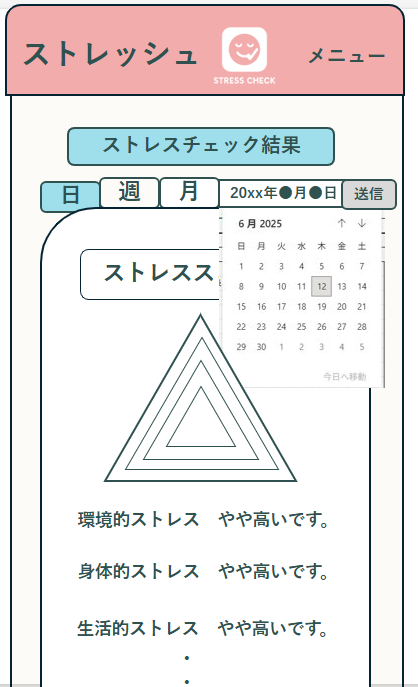 ストレッシュ
STRESS CHECK
メニュー
ストレスチェック結果
日 週 月 20xx年●月●日 送信
6 月 2025 ↑ ↓
日 月 火 水 木 金 土
1 2 3 4 5 6 7
8 9 10 11 12 13 14
15 16 17 18 19 20 21
22 23 24 25 26 27 28
29 30 1 2 3 4 5
今日へ移動
ストレスス
環境的ストレス やや高いです。
身体的ストレス やや高いです。
生活的ストレス やや高いです。
・
・